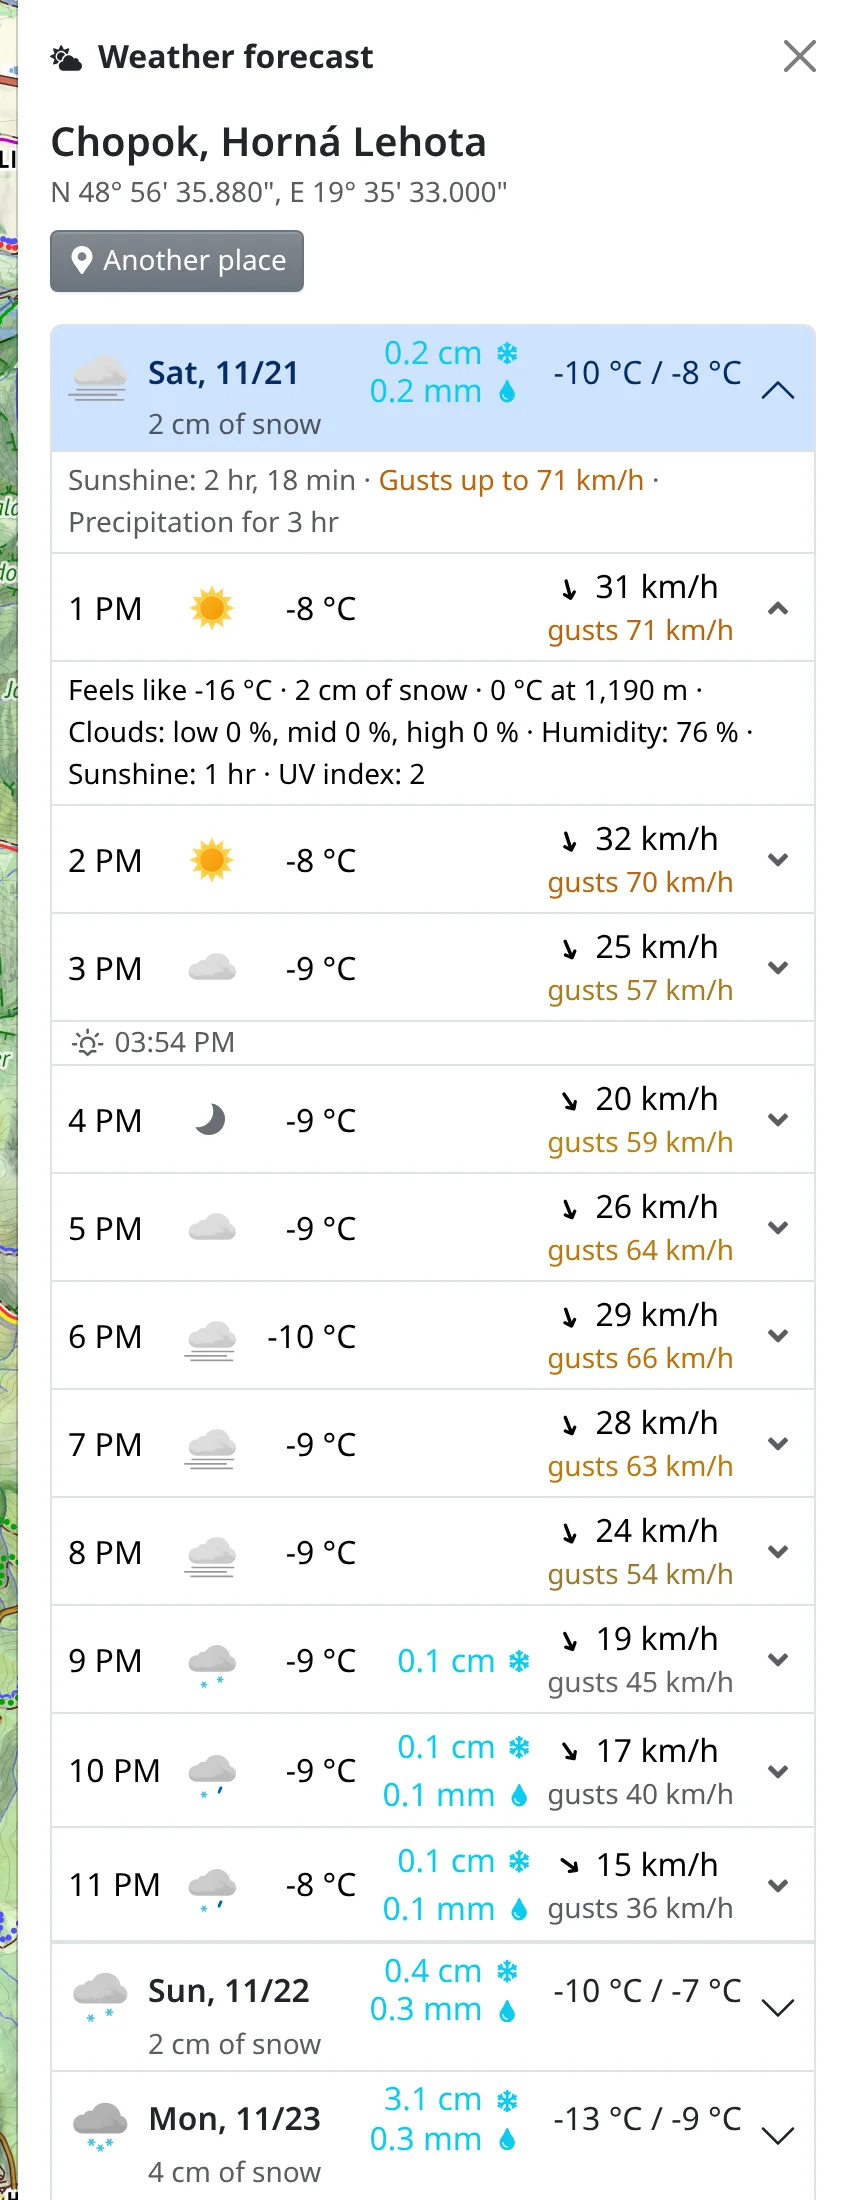 Weather forecast
Chopok, Horná Lehota
N 48° 56' 35.880", E 19° 35' 33.000"
Another place
Sat, 11/21
0.2 cm
0.2 mm
-10 °C / -8 °C
2 cm of snow
Sunshine: 2 hr, 18 min · Gusts up to 71 km/h ·
Precipitation for 3 hr
1 PM -8 °C 31 km/h
gusts 71 km/h
Feels like -16 °C · 2 cm of snow · 0 °C at 1,190 m ·
Clouds: low 0 %, mid 0 %, high 0 % · Humidity: 76 % ·
Sunshine: 1 hr · UV index: 2
2 PM -8 °C 32 km/h
gusts 70 km/h
3 PM -9 °C 25 km/h
gusts 57 km/h
03:54 PM
4 PM -9 °C 20 km/h
gusts 59 km/h
5 PM -9 °C 26 km/h
gusts 64 km/h
6 PM -10 °C 29 km/h
gusts 66 km/h
7 PM -9 °C 28 km/h
gusts 63 km/h
8 PM -9 °C 24 km/h
gusts 54 km/h
9 PM -9 °C 0.1 cm 19 km/h
gusts 45 km/h
10 PM -9 °C 0.1 cm 17 km/h
0.1 mm gusts 40 km/h
11 PM -8 °C 0.1 cm 15 km/h
0.1 mm gusts 36 km/h
Sun, 11/22
0.4 cm
0.3 mm
-10 °C / -7 °C
2 cm of snow
Mon, 11/23
3.1 cm
0.3 mm
-13 °C / -9 °C
4 cm of snow